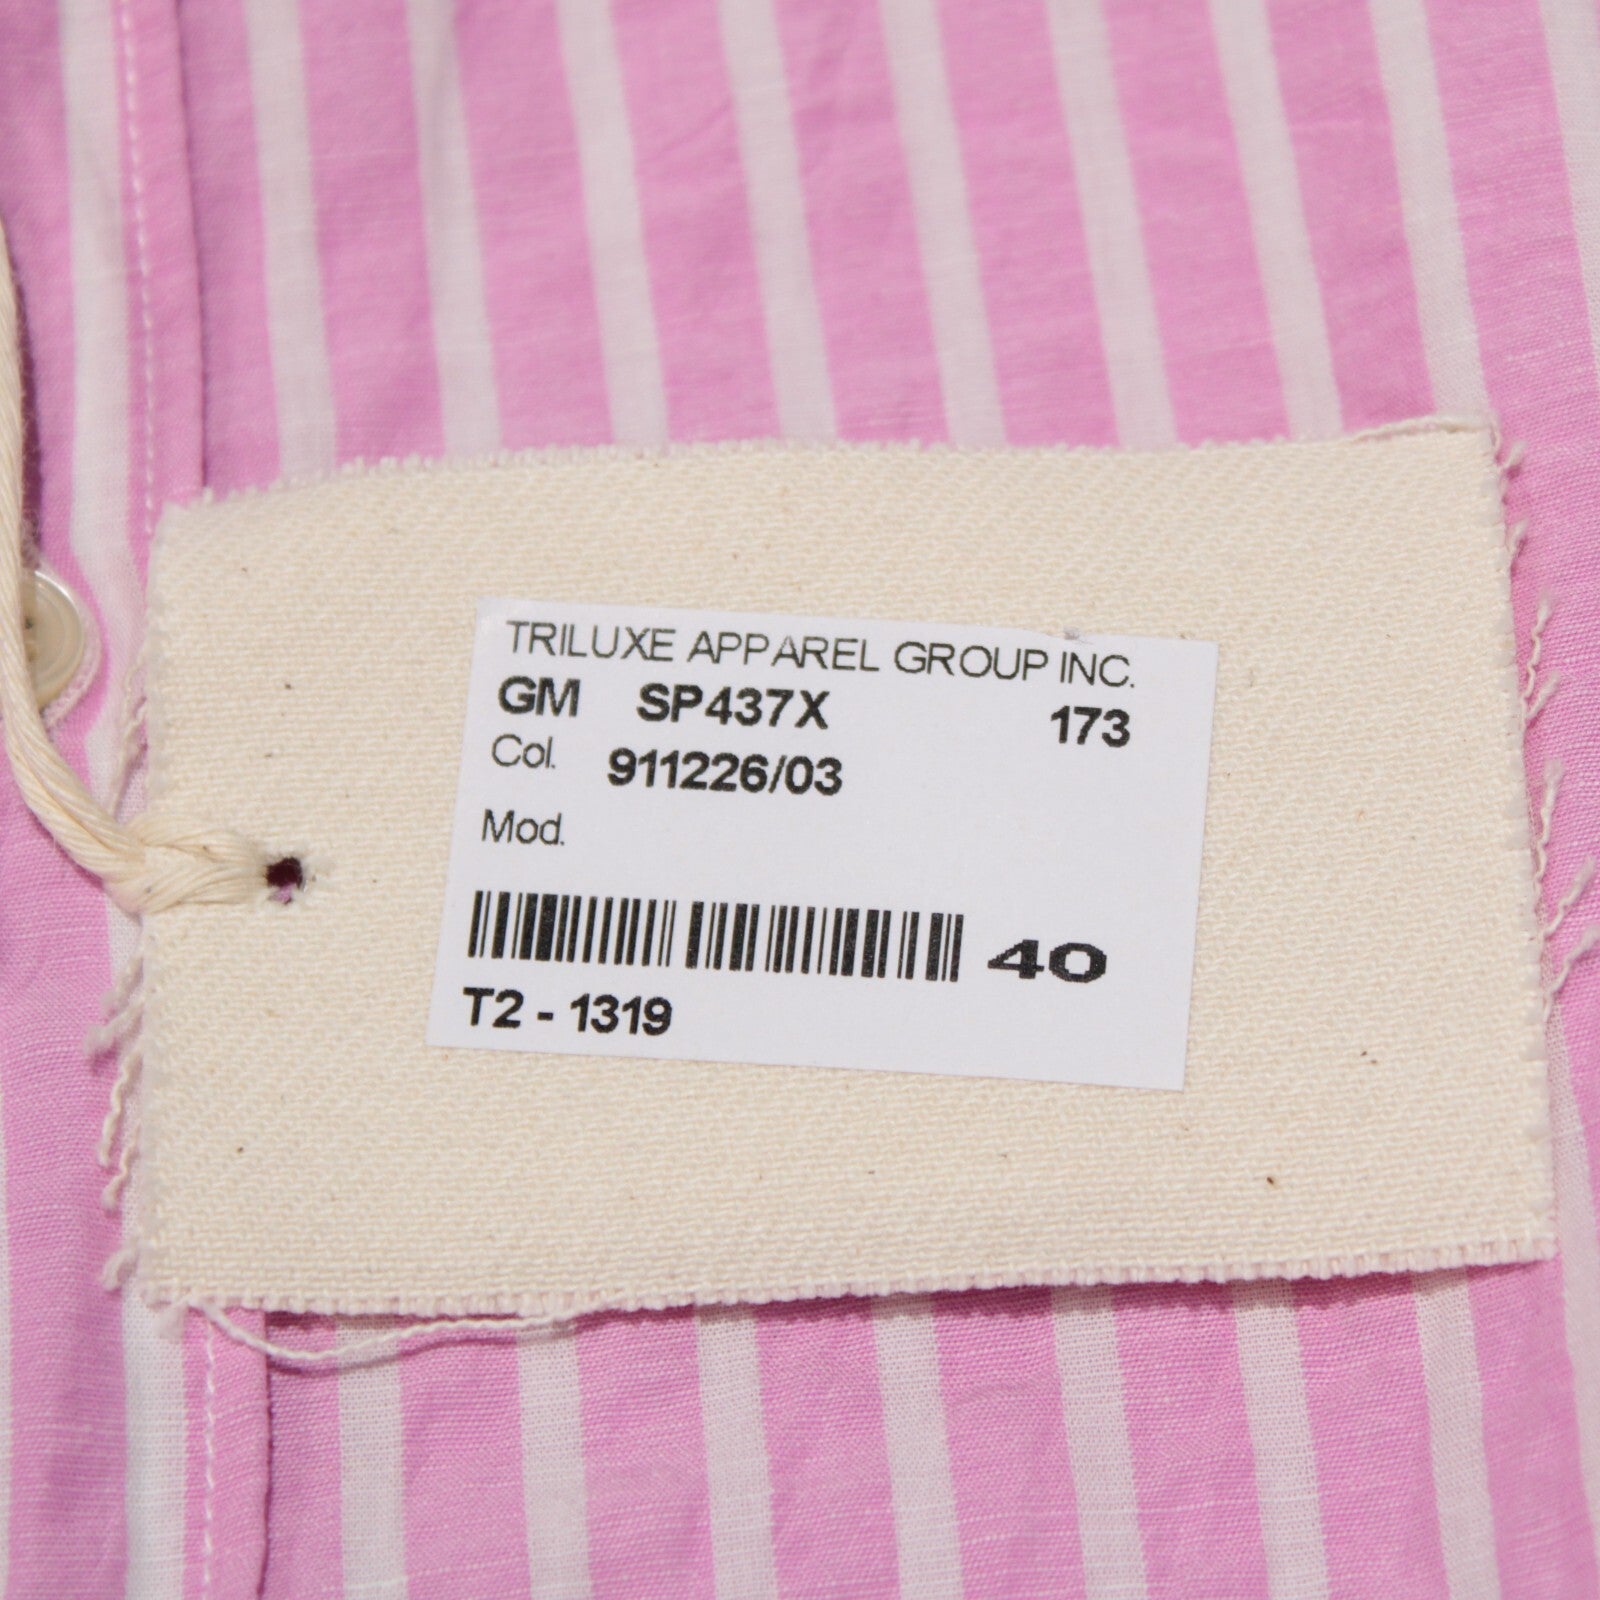 TRILUXE APPAREL GROUP INC.
GM SP437X 173
Col. 911226/03
Mod.
40
T2 - 1319